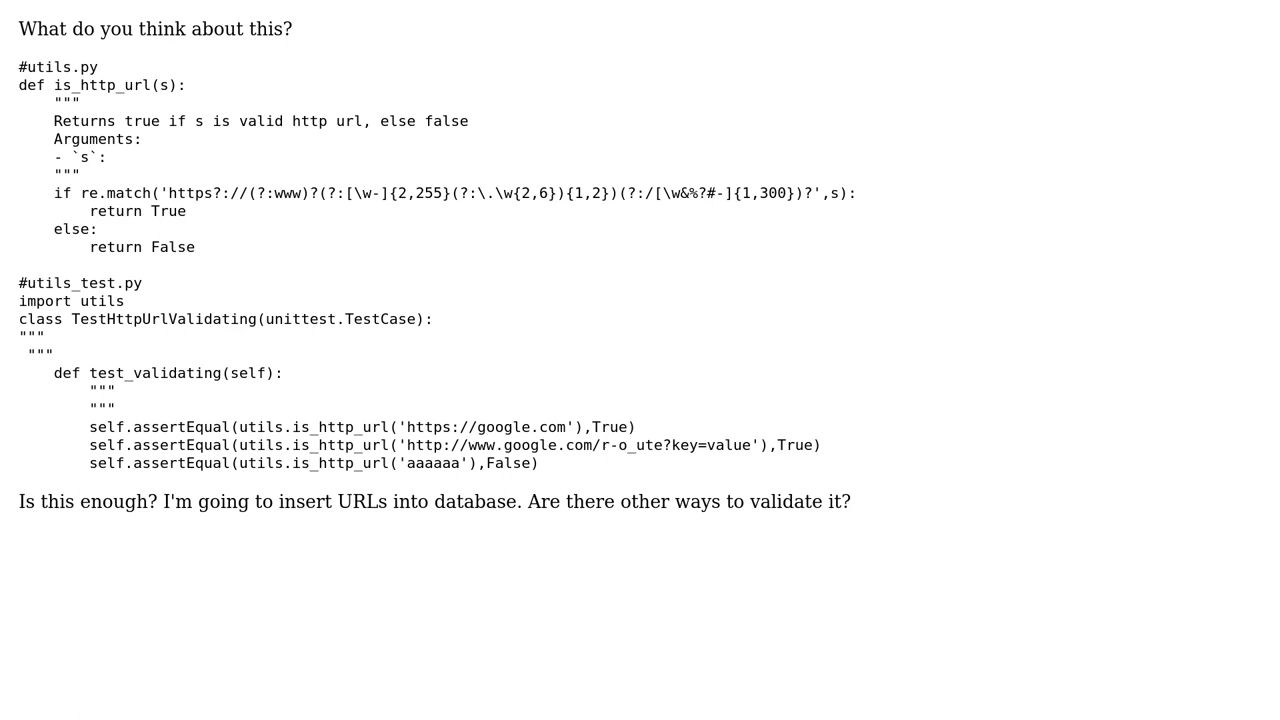 What do you think about this?
#utils.py
def is_http_url(s):
    """
    Returns true if s is valid http url, else false
    Arguments:
    - `s`:
    """
    if re.match('https?://(?:www)?(?:[\w-]{2,255}(?:\.\w{2,6}){1,2})(?:/[\w&%?#-]{1,300})?',s):
        return True
    else:
        return False
#utils_test.py
import utils
class TestHttpUrlValidating(unittest.TestCase):
"""
 """
    def test_validating(self):
        """
        """
        self.assertEqual(utils.is_http_url('https://google.com'),True)
        self.assertEqual(utils.is_http_url('http://www.google.com/r-o_ute?key=value'),True)
        self.assertEqual(utils.is_http_url('aaaaaa'),False)
Is this enough? I'm going to insert URLs into database. Are there other ways to validate it?